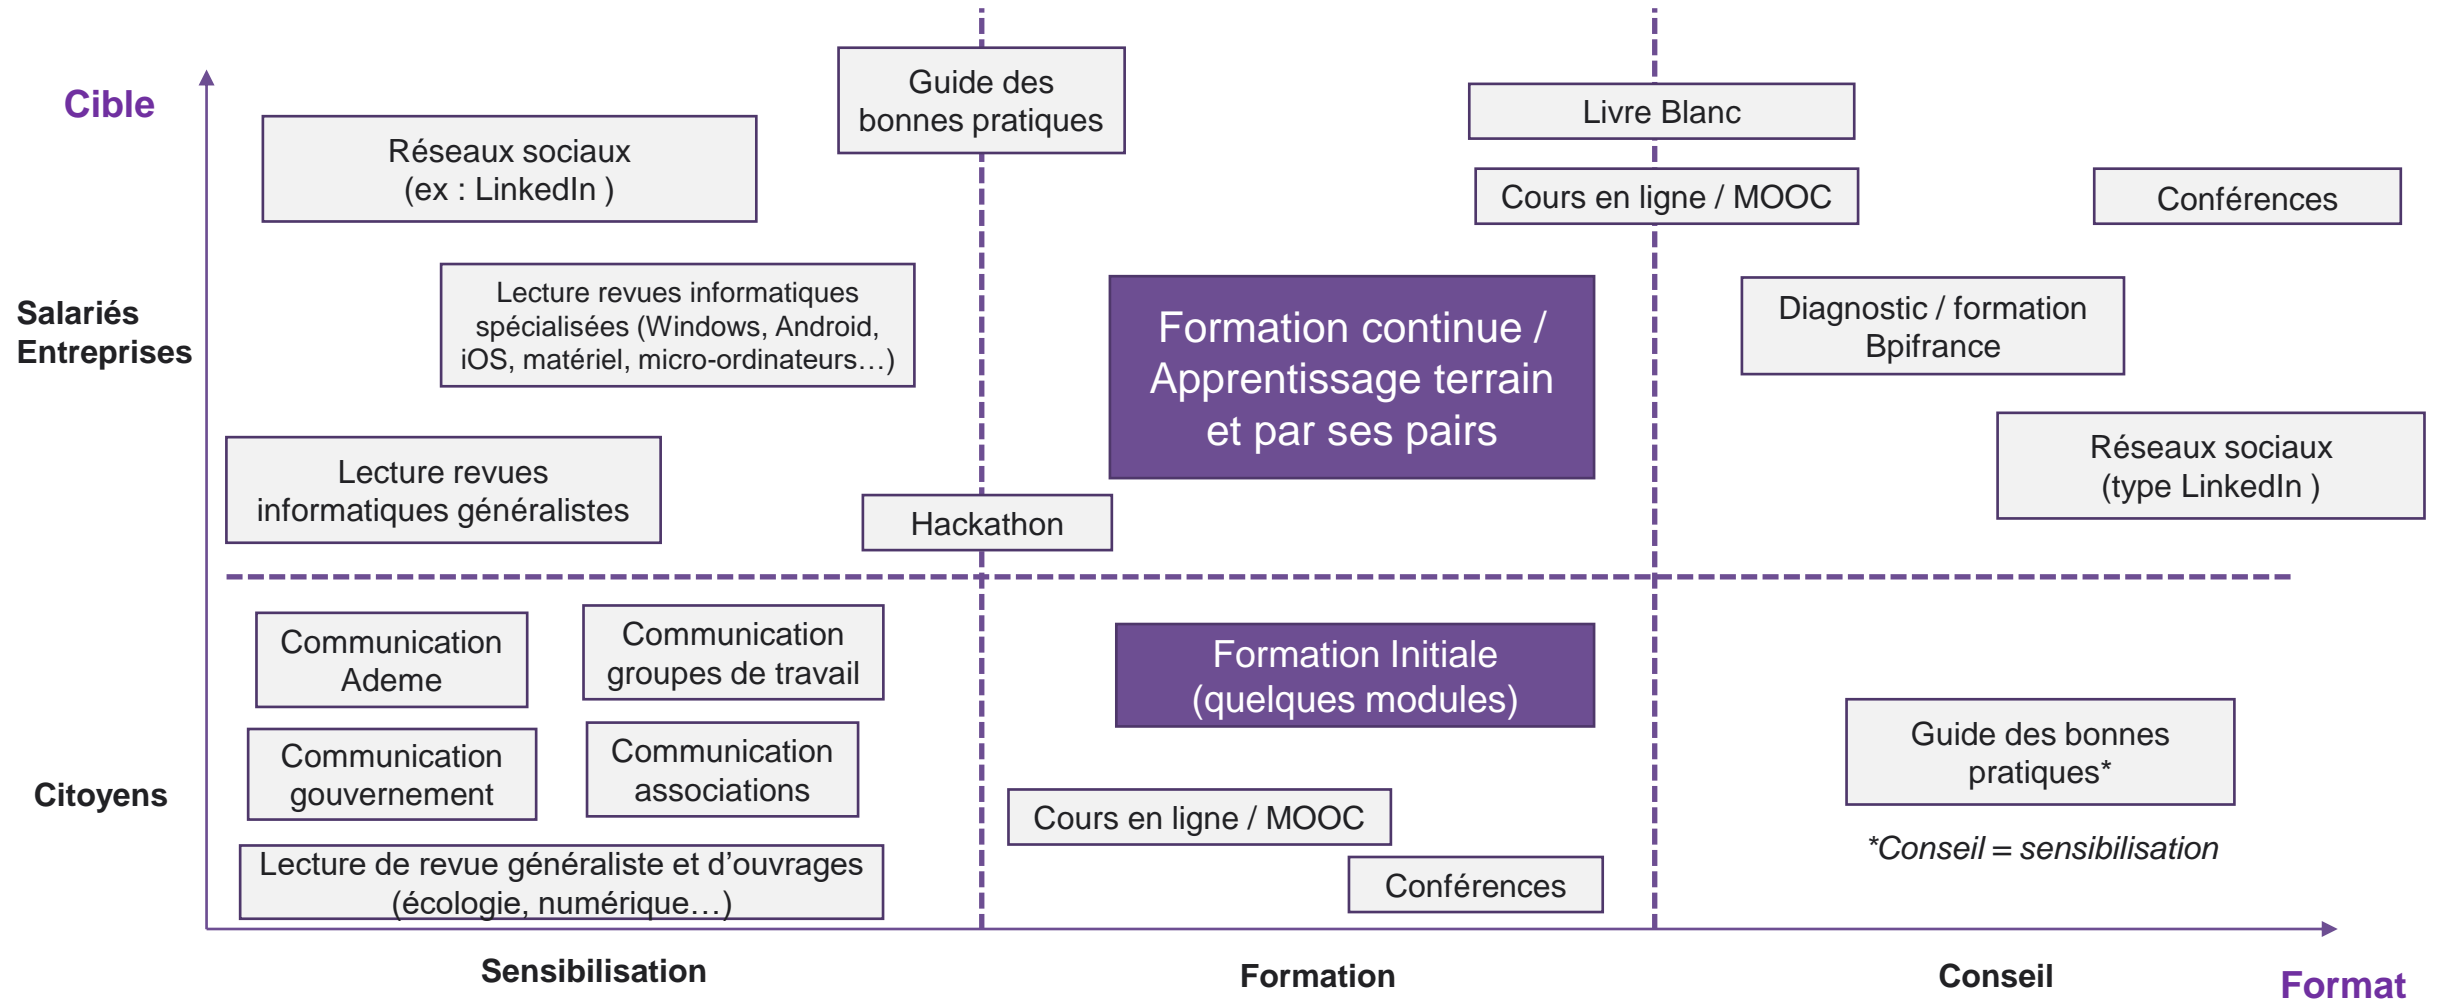 Cible
Guide des
bonnes pratiques
Livre Blanc
Réseaux sociaux
(ex : LinkedIn )
Cours en ligne / MOOC
Conférences
Salariés
Entreprises
Lecture revues informatiques
spécialisées (Windows, Android,
iOS, matériel, micro-ordinateurs…)
Formation continue /
Apprentissage terrain
et par ses pairs
Diagnostic / formation
Bpifrance
Lecture revues
informatiques généralistes
Hackathon
Réseaux sociaux
(type LinkedIn )
Communication
Ademe
Communication
groupes de travail
Formation Initiale
(quelques modules)
Citoyens
Communication
gouvernement
Communication
associations
Guide des bonnes
pratiques*
Cours en ligne / MOOC
*Conseil = sensibilisation
Lecture de revue généraliste et d’ouvrages
(écologie, numérique…)
Conférences
Sensibilisation
Formation
Conseil
Format